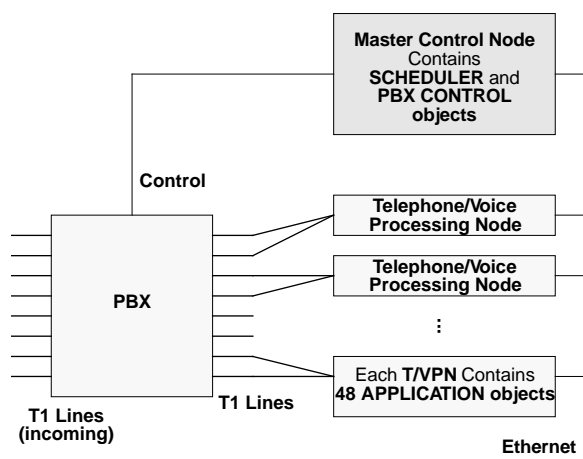 Master Control Node
Contains
SCHEDULER and
PBX CONTROL
objects
Control
Telephone/Voice
Processing Node
PBX
Telephone/Voice
Processing Node
...
Each T/VPN Contains
48 APPLICATION objects
T1 Lines
T1 Lines
(incoming)
Ethernet